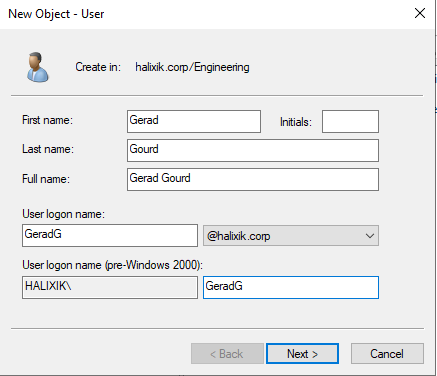 New Object - User
Create in: halixik.corp/Engineering
First name: Gerad Initials:
Last name: Gourd
Full name: Gerad Gourd
User logon name:
GeradG @halixik.corp
User logon name (pre-Windows 2000):
HALIXIK\ GeradG
< Back Next > Cancel